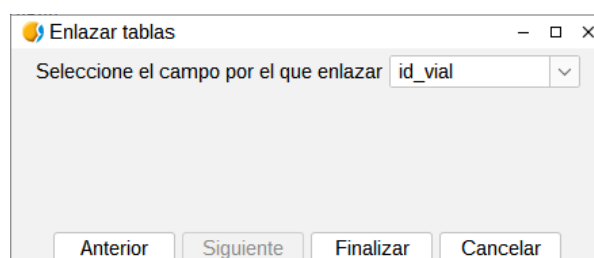 Enlazar tablas
Seleccione el campo por el que enlazar id_vial
Anterior Siguiente Finalizar Cancelar